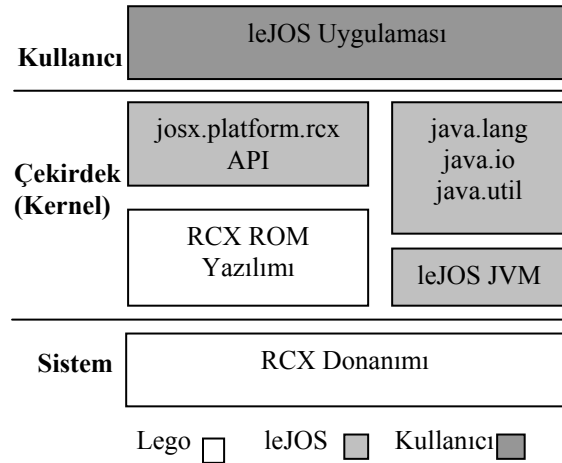 leJOS Uygulaması
Kullanıcı
josx.platform.rcx
API
java.lang
java.io
java.util
Çekirdek
(Kernel)
RCX ROM
Yazılımı
leJOS JVM
Sistem
RCX Donanımı
Lego leJOS Kullanıcı